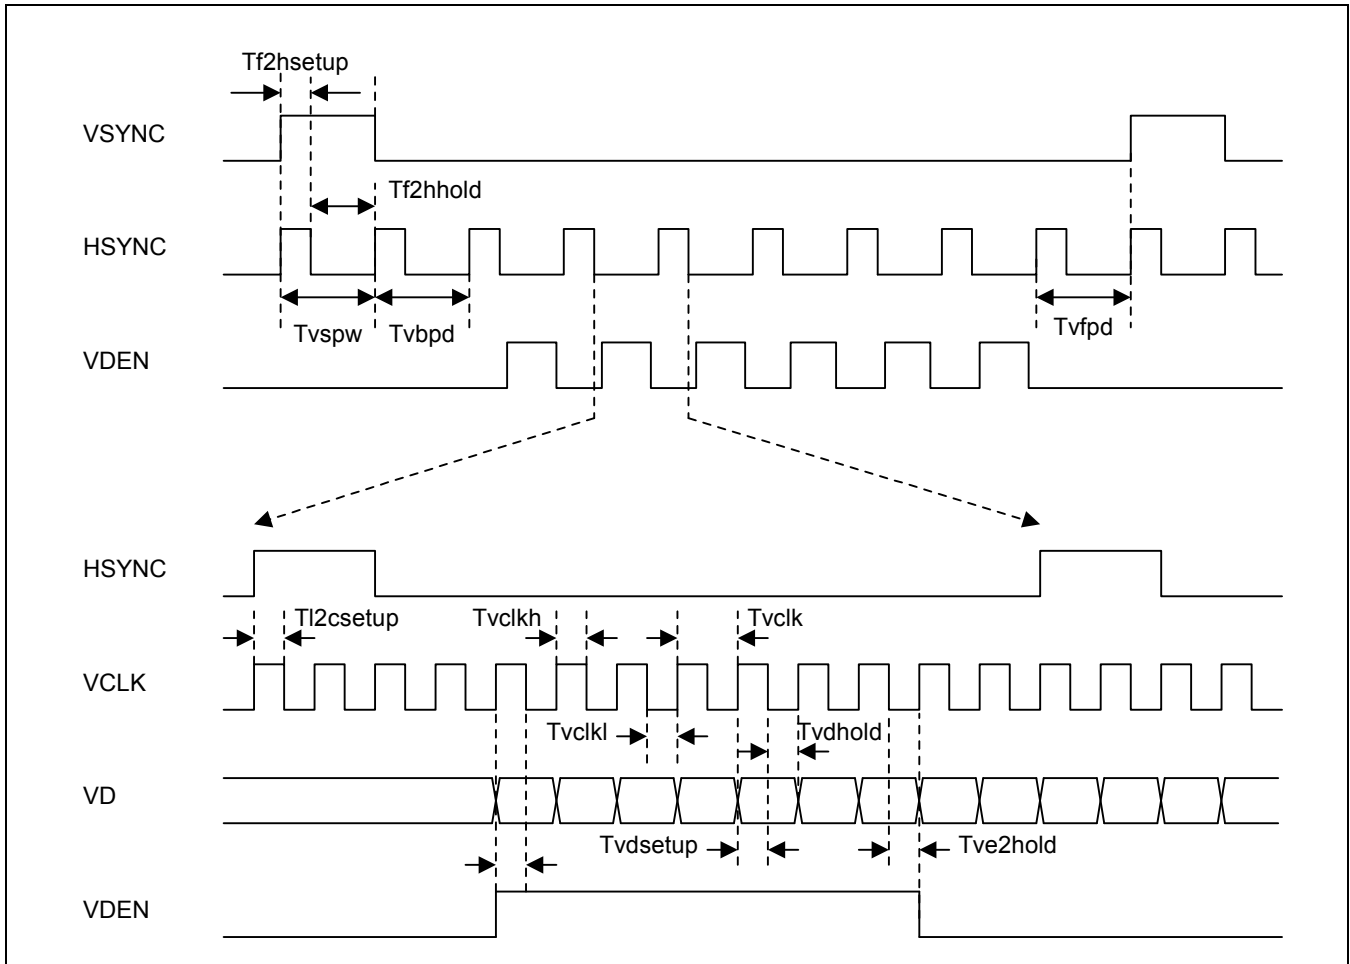 Tf2hsetup
VSYNC
Tf2hhold
HSYNC
Tvspw Tvbpd Tvfpd
VDEN
HSYNC
Tl2csetup Tvclkh Tvclk
VCLK
Tvclkl Tvdhold
VD
Tvdsetup Tve2hold
VDEN